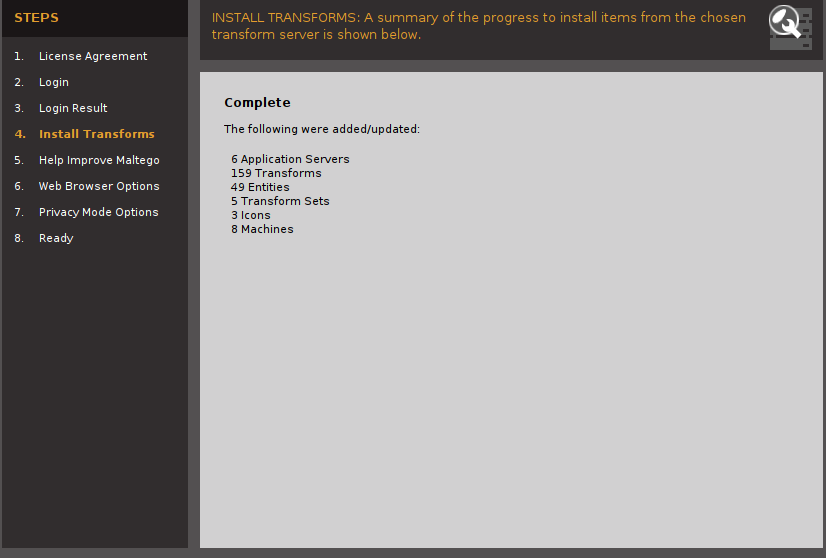 STEPS
1. License Agreement
2. Login
3. Login Result
4. Install Transforms
5. Help Improve Maltego
6. Web Browser Options
7. Privacy Mode Options
8. Ready
INSTALL TRANSFORMS: A summary of the progress to install items from the chosen
transform server is shown below.
Complete
The following were added/updated:
6 Application Servers
159 Transforms
49 Entities
5 Transform Sets
3 Icons
8 Machines